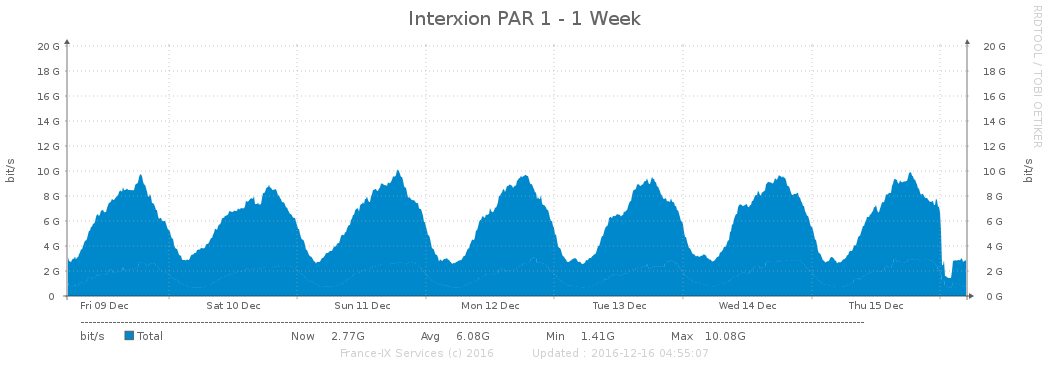 Interxion PAR 1 - 1 Week
RRDTOOL / TOBI OETIKER
bit/s
20 G 20 G
18 G 18 G
16 G 16 G
14 G 14 G
12 G 12 G
10 G 10 G
8 G 8 G
6 G 6 G
4 G 4 G
2 G 2 G
0 0 G
bit/s
Fri 09 Dec Sat 10 Dec Sun 11 Dec Mon 12 Dec Tue 13 Dec Wed 14 Dec Thu 15 Dec
bit/s Total Now 2.77G Avg 6.08G Min 1.41G Max 10.08G
France-IX Services (c) 2016 Updated : 2016-12-16 04:55:07